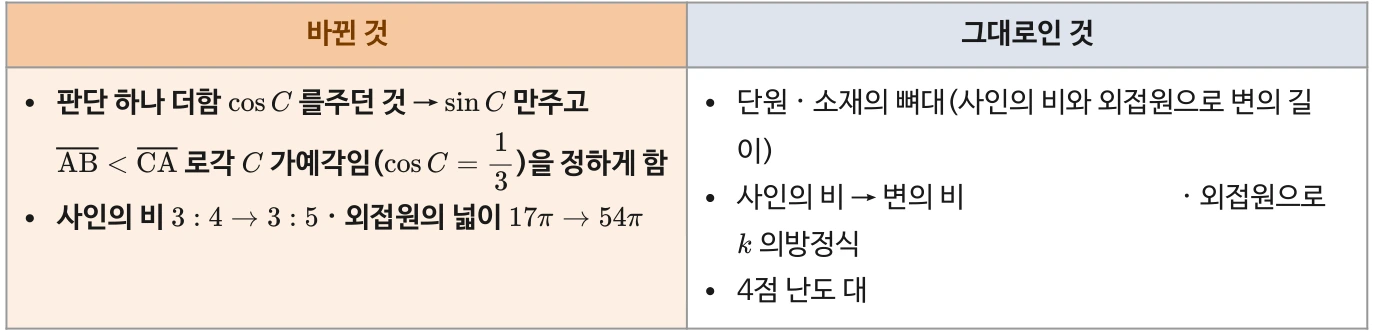 바뀐 것
그대로인 것
• 판단 하나 더함 cos C 를주던 것 → sin C 만주고
AB < CA 로각 C 가예각임(cos C = 1/3)을 정하게 함
• 사인의 비 3 : 4 → 3 : 5 · 외접원의 넓이 17π → 54π
• 단원 · 소재의 뼈대(사인의 비와 외접원으로 변의 길
이)
• 사인의 비 → 변의 비 · 외접원으로
k 의방정식
• 4점 난도 대